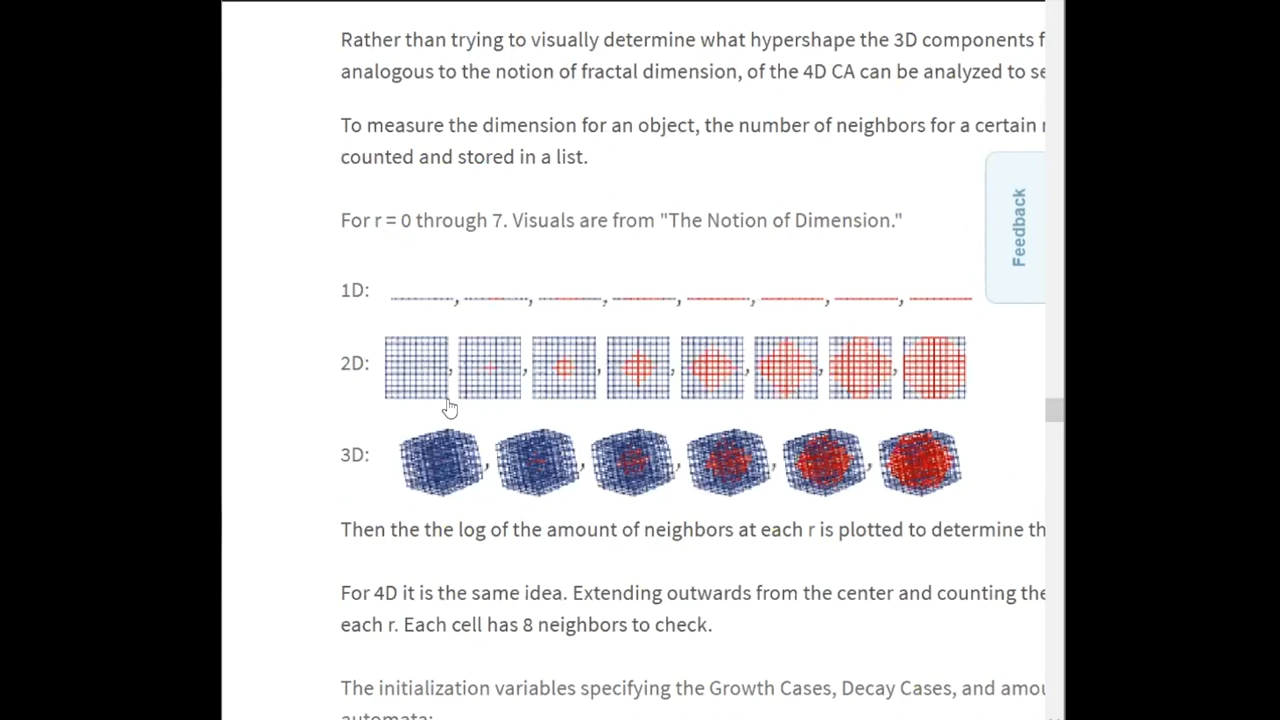 Rather than trying to visually determine what hypershape the 3D components
analogous to the notion of fractal dimension, of the 4D CA can be analyzed to
To measure the dimension for an object, the number of neighbors for a certain
counted and stored in a list.
Feedback
For r = 0 through 7. Visuals are from "The Notion of Dimension."
1D: , , , , , , ,
2D: , , , , , , ,
3D: , , , , ,
Then the the log of the amount of neighbors at each r is plotted to determine
For 4D it is the same idea. Extending outwards from the center and counting the
each r. Each cell has 8 neighbors to check.
The initialization variables specifying the Growth Cases, Decay Cases, and
automata: